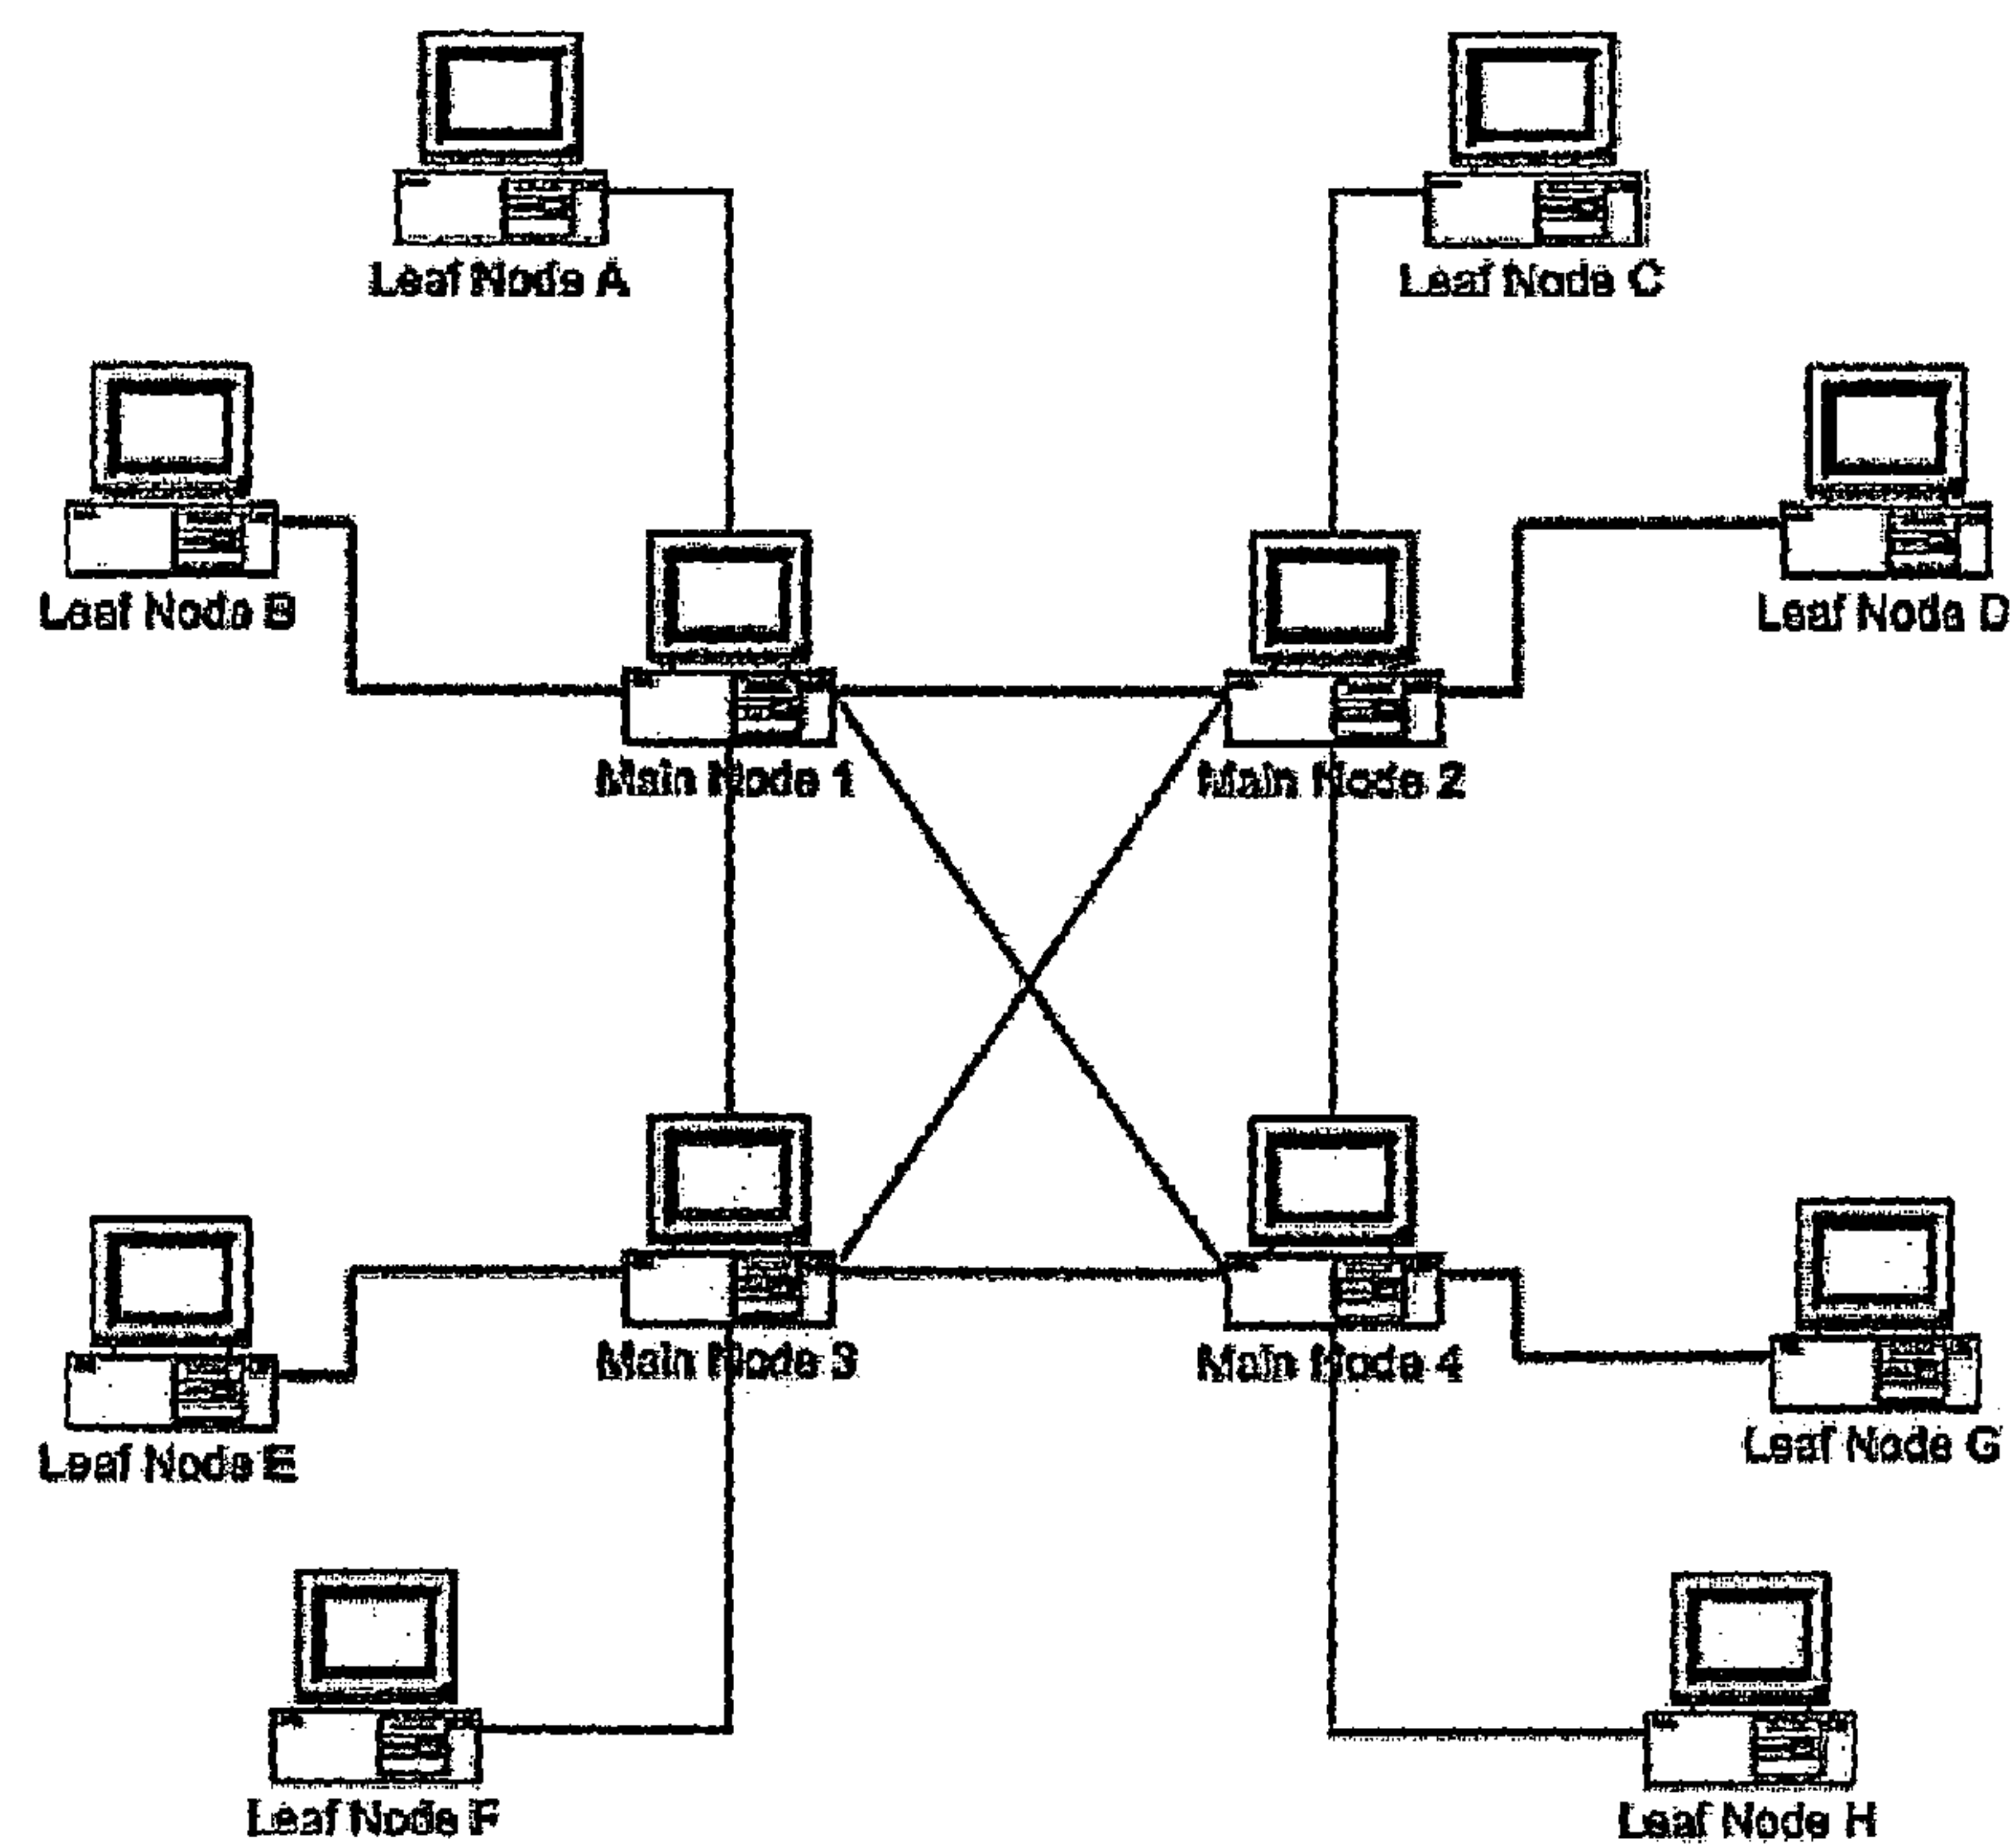 Leaf Node A
Leaf Node C
Leaf Node B
Leaf Node D
Main Node 1
Main Node 2
Main Node 3
Main Node 4
Leaf Node E
Leaf Node G
Leaf Node F
Leaf Node H